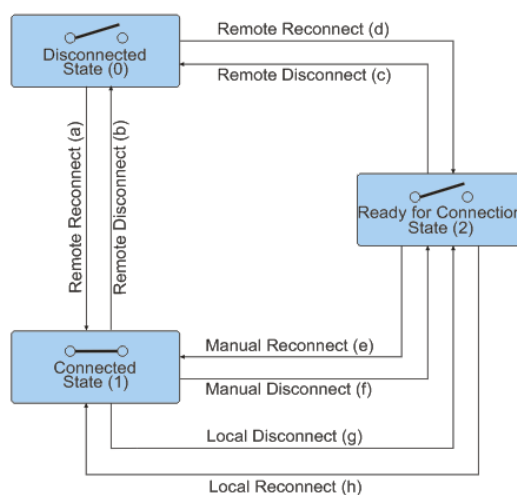 Remote Reconnect (d)
Disconnected
State (0)
Remote Disconnect (c)
Remote Reconnect (a)
Remote Disconnect (b)
Ready for Connection
State (2)
Manual Reconnect (e)
Connected
State (1)
Manual Disconnect (f)
Local Disconnect (g)
Local Reconnect (h)